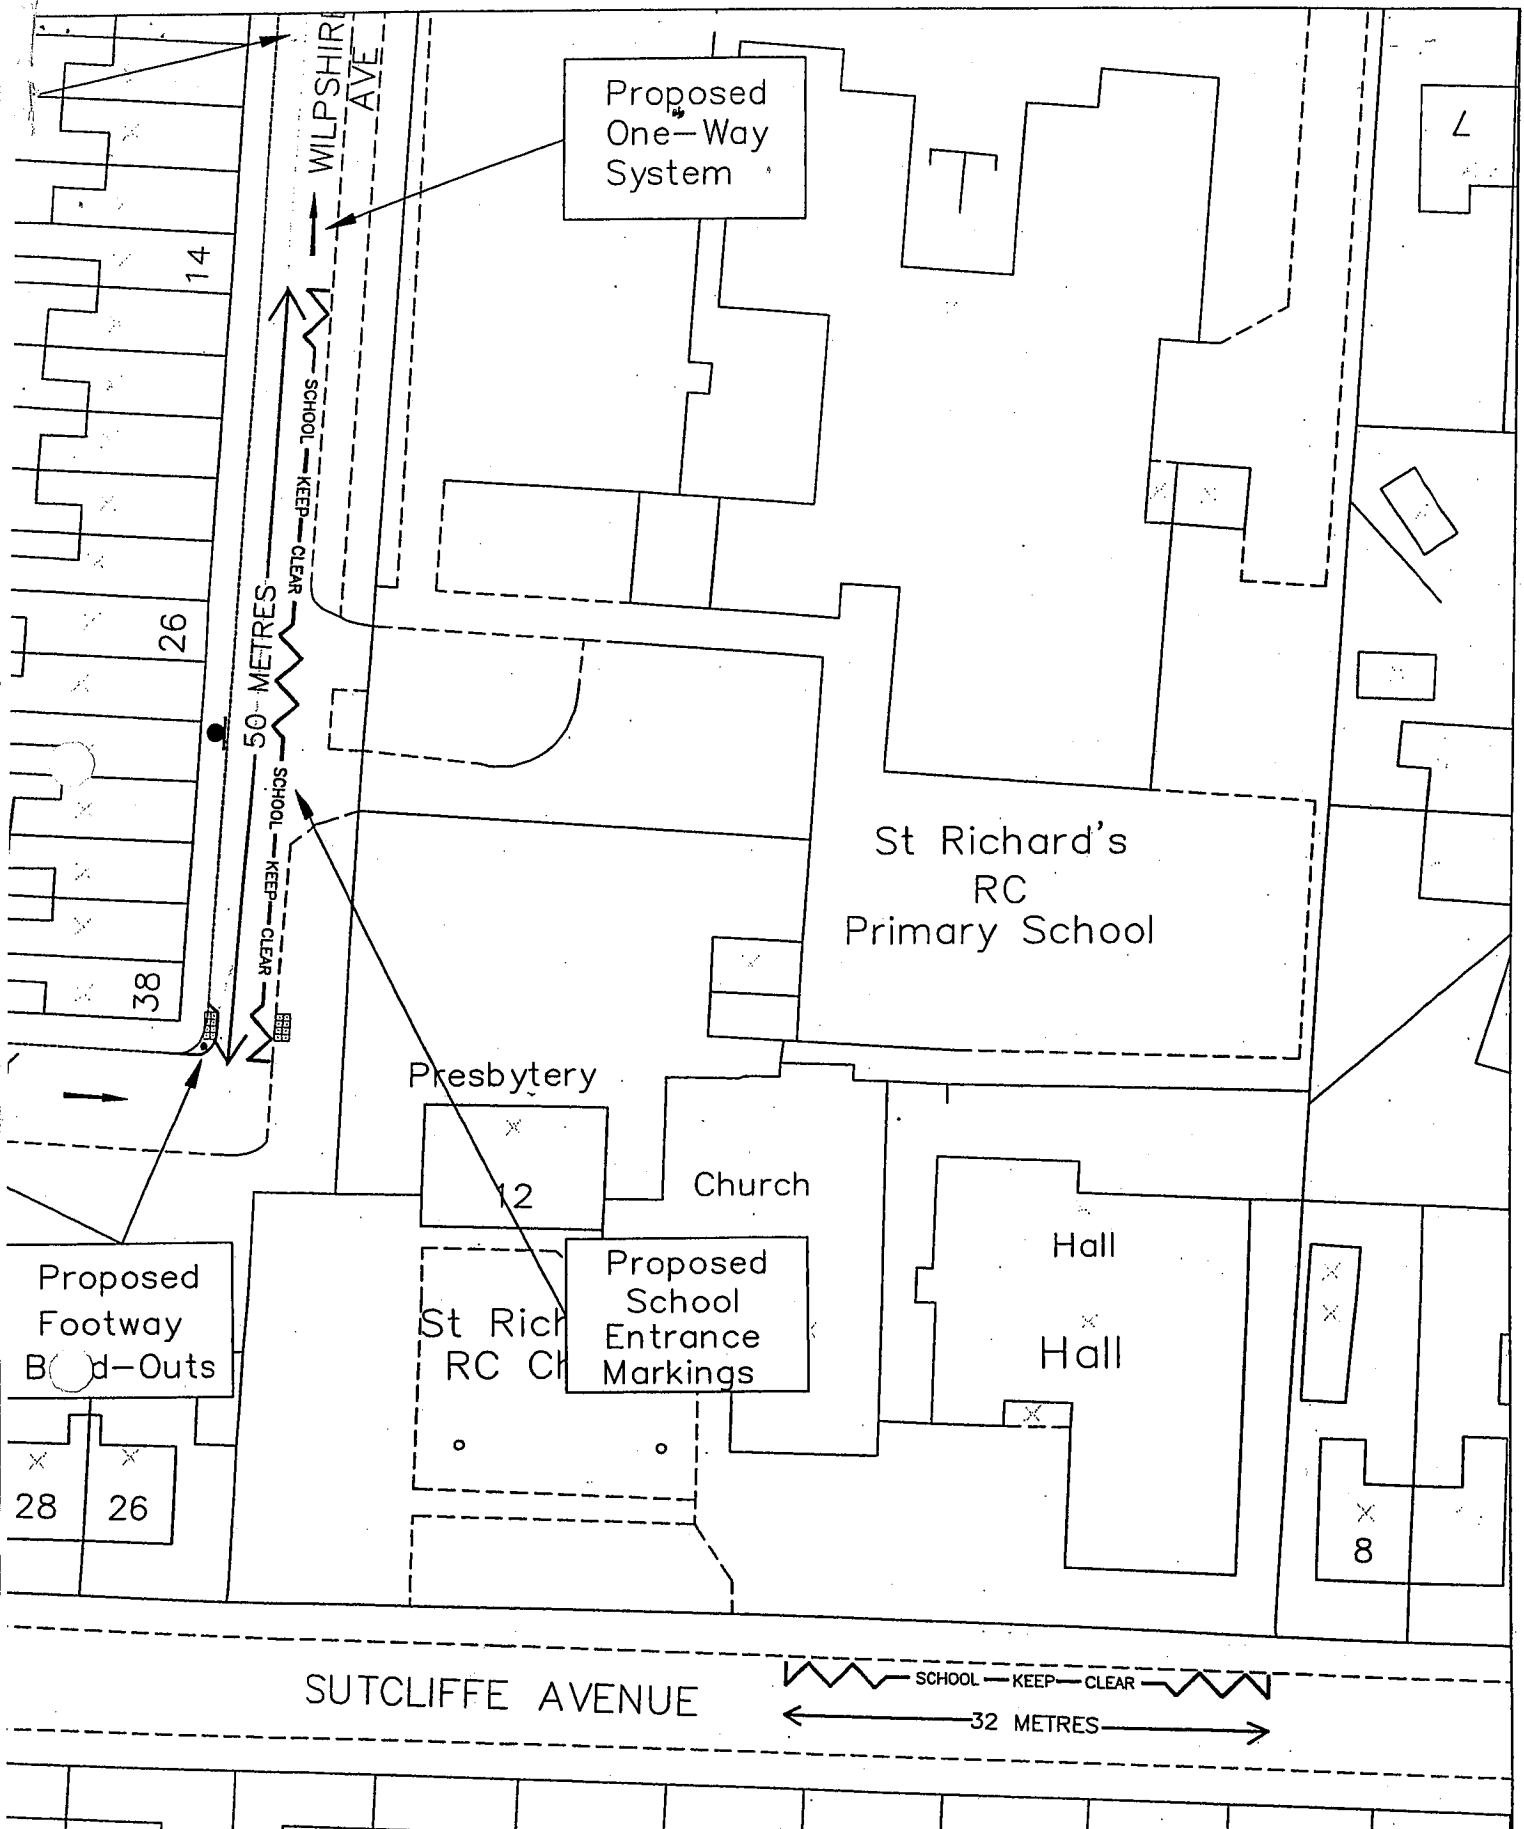 WILPSHIRE
AVE
Proposed
One-Way
System
7
14
SCHOOL KEEP CLEAR
50 METRES
26
SCHOOL KEEP CLEAR
38
St Richard's
RC
Primary School
Presbytery
12
Church
Hall
Hall
Proposed
Footway
St Rich
RC Ch
Proposed
School
Entrance
Markings
28
26
8
SUTCLIFFE AVENUE
SCHOOL KEEP CLEAR
32 METRES